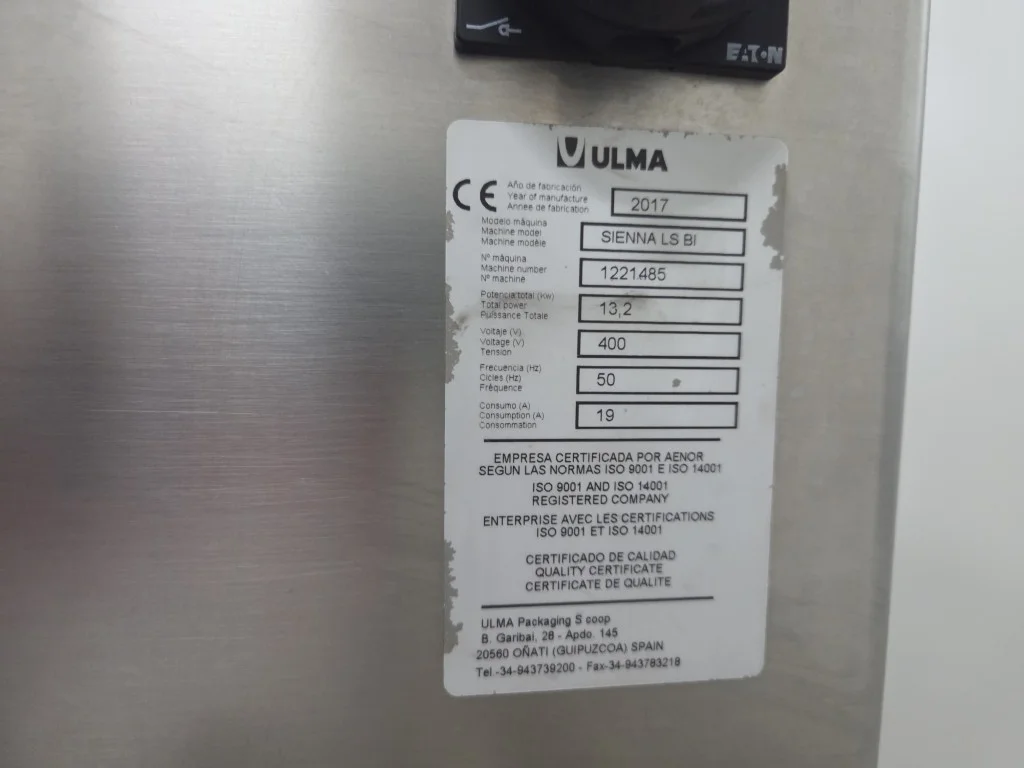 EATON
ULMA
CE
Año de fabricación
Year of manufacture
Annee de fabrication
2017
Modelo máquina
Machine model
Machine modéle
SIENNA LS BI
Nº máquina
Machine number
Nº machine
1221485
Potencia total (Kw)
Total power
Puissance Totale
13,2
Voltaje (V)
Voltage (V)
Tension
400
Frecuencia (Hz)
Cicles (Hz)
Fréquence
50
Consumo (A)
Consumption (A)
Consommation
19
EMPRESA CERTIFICADA POR AENOR
SEGUN LAS NORMAS ISO 9001 E ISO 14001
ISO 9001 AND ISO 14001
REGISTERED COMPANY
ENTERPRISE AVEC LES CERTIFICATIONS
ISO 9001 ET ISO 14001
CERTIFICADO DE CALIDAD
QUALITY CERTIFICATE
CERTIFICATE DE QUALITE
ULMA Packaging S coop
B. Garibai, 28 - Apdo. 145
20560 OÑATI (GUIPUZCOA) SPAIN
Tel.-34-943739200 - Fax-34-943783218